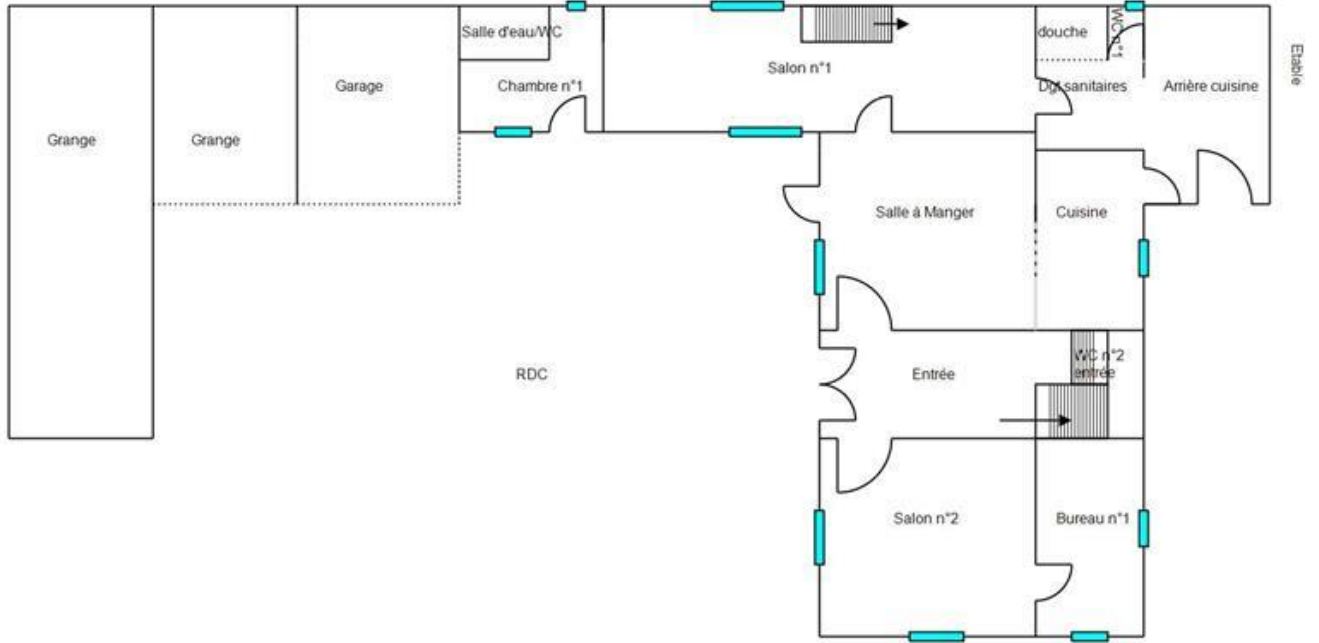 Salle d'eau/WC
douche
WC n°1
Etable
Salon n°1
Garage
Chambre n°1
Dgt sanitaires
Arrière cuisine
Grange
Grange
Salle à Manger
Cuisine
RDC
Entrée
WC n°2
entrée
Salon n°2
Bureau n°1